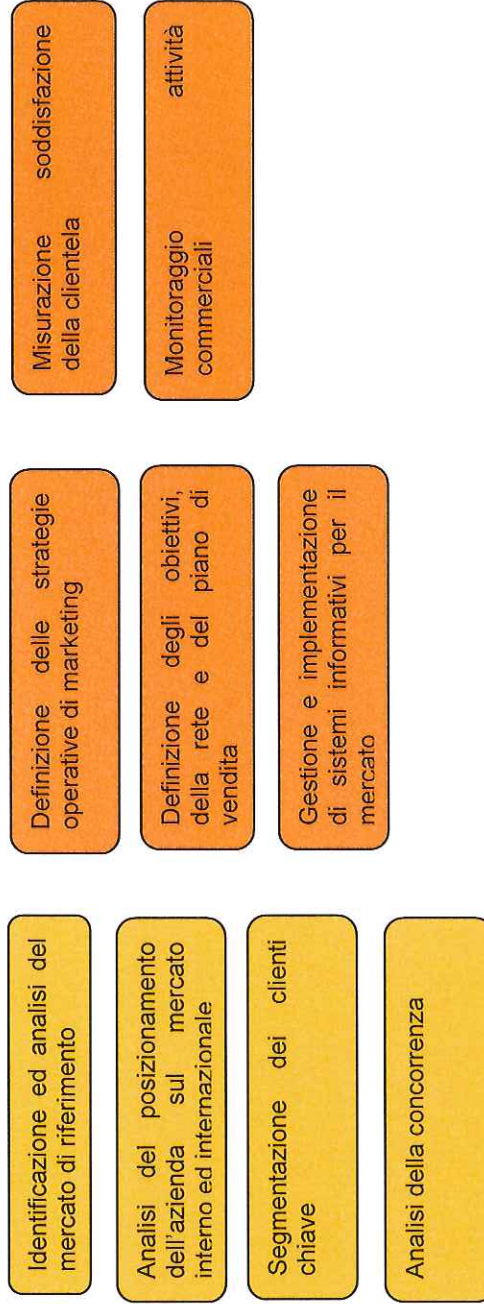 Identificazione ed analisi del
mercato di riferimento
Analisi del posizionamento
dell'azienda sul mercato
interno ed internazionale
Segmentazione dei clienti
chiave
Analisi della concorrenza
Definizione delle strategie
operative di marketing
Definizione degli obiettivi,
della rete e del piano di
vendita
Gestione e implementazione
di sistemi informativi per il
mercato
Misurazione soddisfazione
della clientela
Monitoraggio attività
commerciali